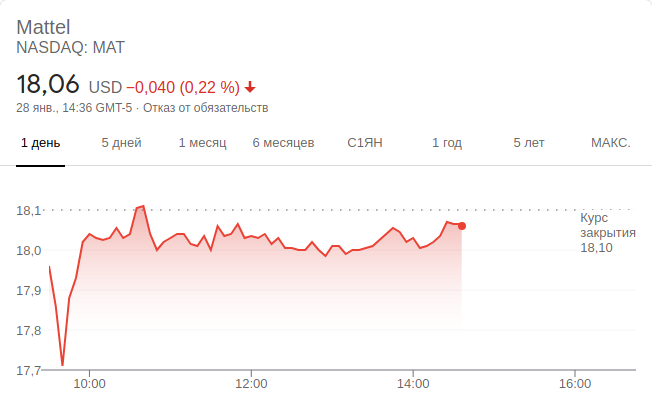 Mattel
NASDAQ: MAT
18,06 USD −0,040 (0,22 %)
28 янв., 14:36 GMT-5 · Отказ от обязательств
1 день 5 дней 1 месяц 6 месяцев С1ЯН 1 год 5 лет МАКС.
18,1
Курс
закрытия
18,10
18,0
17,9
17,8
17,7
10:00 12:00 14:00 16:00